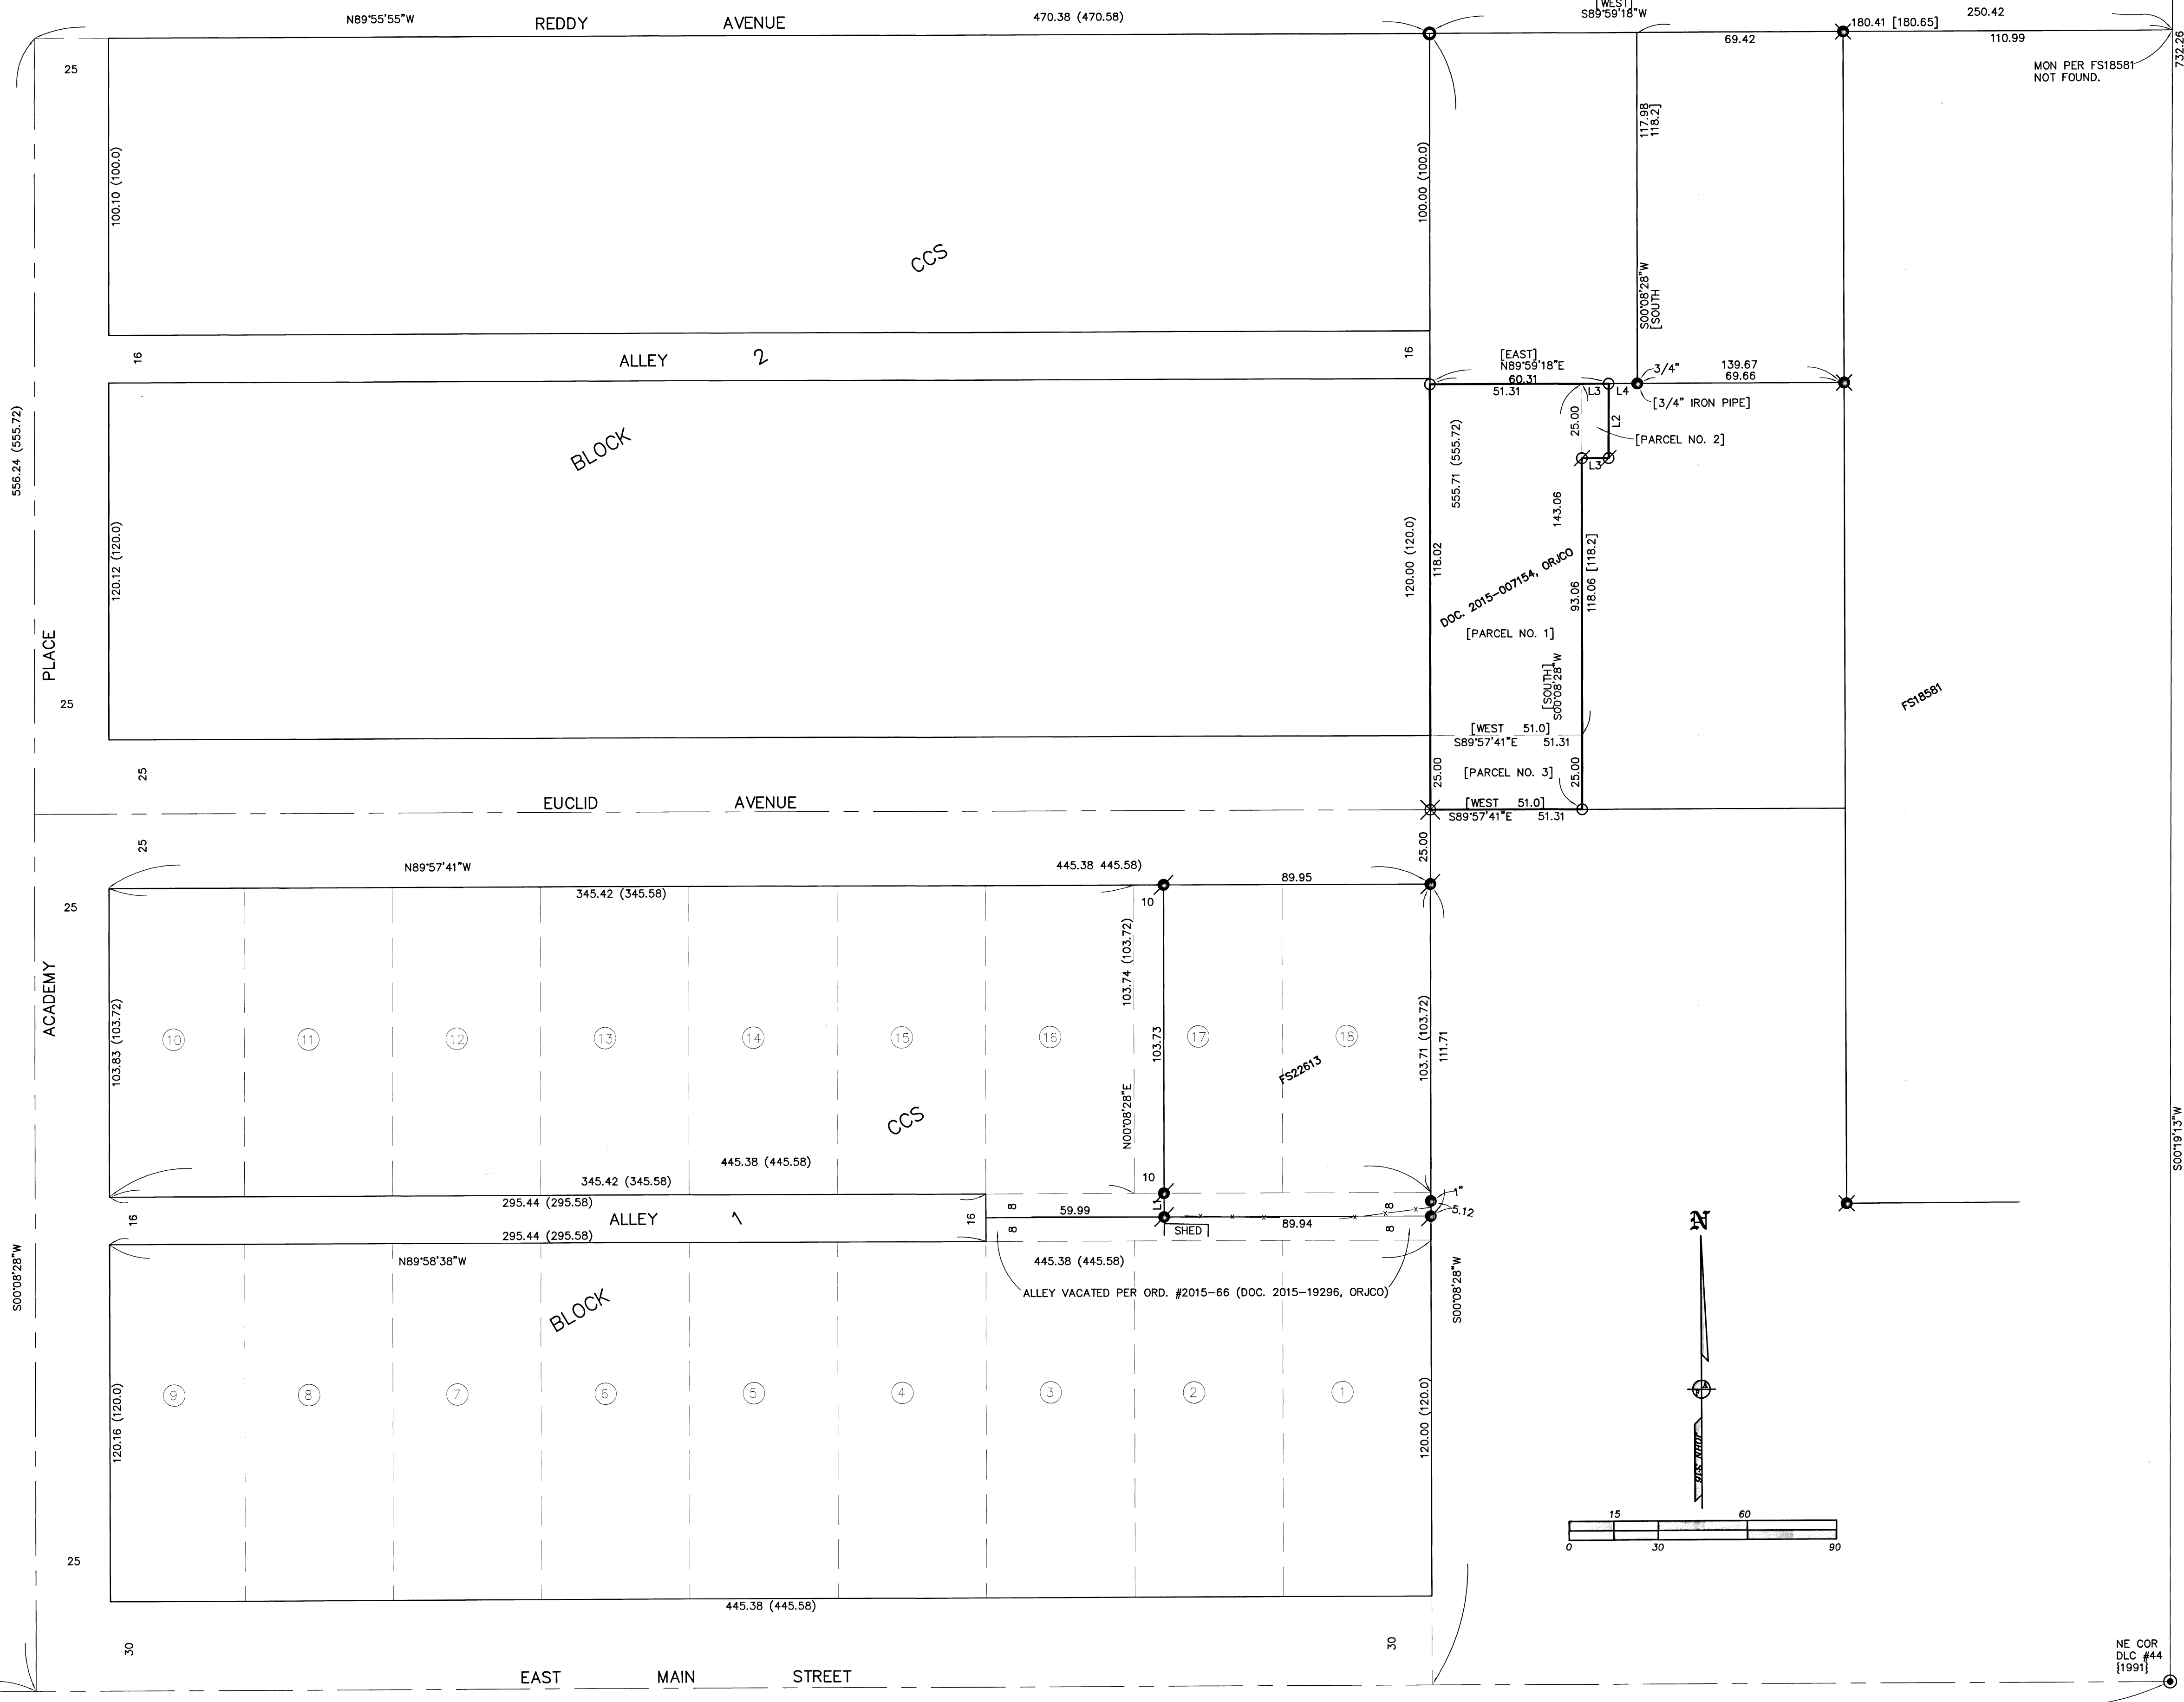 [WEST]
S89°59'18"W
N89°55'55"W
REDDY AVENUE
470.38 (470.58)
250.42
180.41 [180.65]
69.42
110.99
732.26
MON PER FS18581
NOT FOUND.
25
117.98
118.2]
100.10 (100.0)
100.00 (100.0)
CCS
S00°08'28"W
[SOUTH
16
ALLEY
2
16
[EAST]
N89°59'18"E
60.31
51.31
L3
L4
3/4"
139.67
69.66
[3/4" IRON PIPE]
25.00
L2
[PARCEL NO. 2]
L3
556.24 (555.72)
BLOCK
555.71 (555.72)
143.06
120.12 (120.0)
120.00 (120.0)
118.02
DOC. 2015-007154, ORJCO
93.06
118.06 [118.2]
[PARCEL NO. 1]
PLACE
[SOUTH]
S00°08'28"W
25
FS18581
[WEST 51.0]
S89°57'41"E 51.31
25
25.00
[PARCEL NO. 3]
25.00
EUCLID AVENUE
[WEST 51.0]
S89°57'41"E 51.31
25
25.00
N89°57'41"W
445.38 445.58)
345.42 (345.58)
89.95
25
10
103.74 (103.72)
ACADEMY
103.83 (103.72)
103.73
103.71 (103.72)
111.71
10
11
12
13
14
15
16
17
18
FS22613
CCS
N00°08'28"E
S00°19'13"W
445.38 (445.58)
345.42 (345.58)
10
295.44 (295.58)
16
ALLEY
1
16
8
8
59.99
L1
SHED
89.94
8
8
1"
5.12
295.44 (295.58)
N89°58'38"W
445.38 (445.58)
S00°08'28"W
S00°08'28"W
ALLEY VACATED PER ORD. #2015-66 (DOC. 2015-19296, ORJCO)
BLOCK
N
9
8
7
6
5
4
3
2
1
120.16 (120.0)
120.00 (120.0)
JOHN 3:16
15
60
0
30
90
25
445.38 (445.58)
30
30
EAST MAIN STREET
NE COR
DLC #44
{1991}